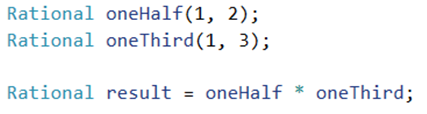 Rational oneHalf(1, 2);
Rational oneThird(1, 3);
Rational result = oneHalf * oneThird;